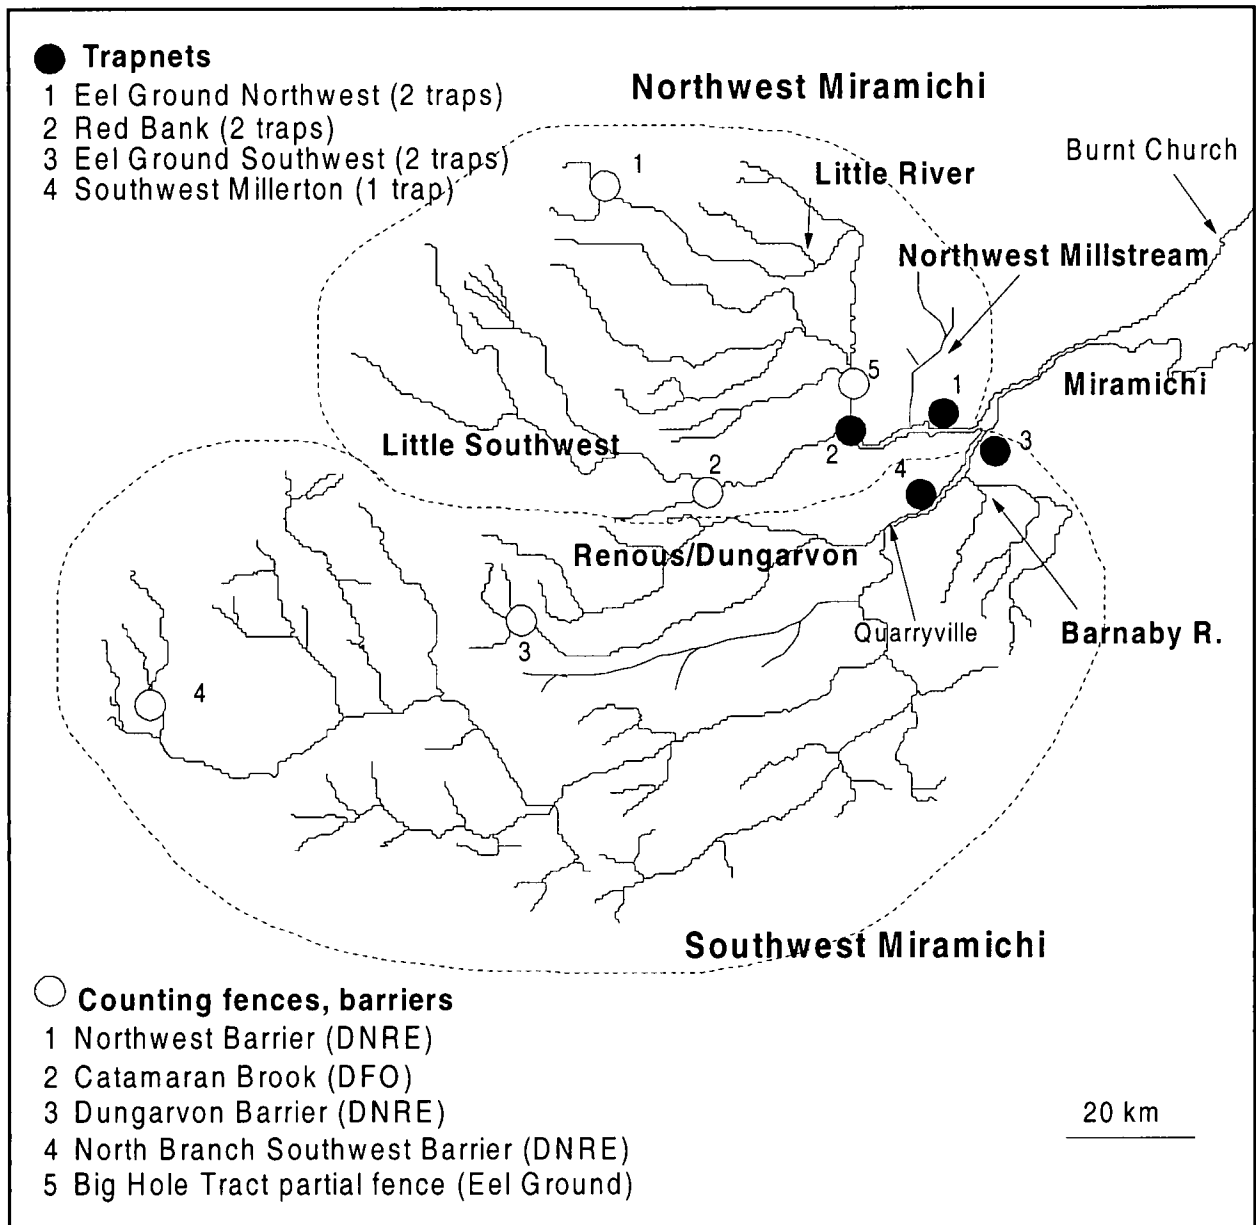 Trapnets
1 Eel Ground Northwest (2 traps)
2 Red Bank (2 traps)
3 Eel Ground Southwest (2 traps)
4 Southwest Millerton (1 trap)
Northwest Miramichi
Burnt Church
1
Little River
Northwest Millstream
5
1
Miramichi
Little Southwest
2
3
2
4
Renous/Dungarvon
Quarryville
Barnaby R.
3
4
Southwest Miramichi
Counting fences, barriers
1 Northwest Barrier (DNRE)
2 Catamaran Brook (DFO)
3 Dungarvon Barrier (DNRE)
4 North Branch Southwest Barrier (DNRE)
5 Big Hole Tract partial fence (Eel Ground)
20 km